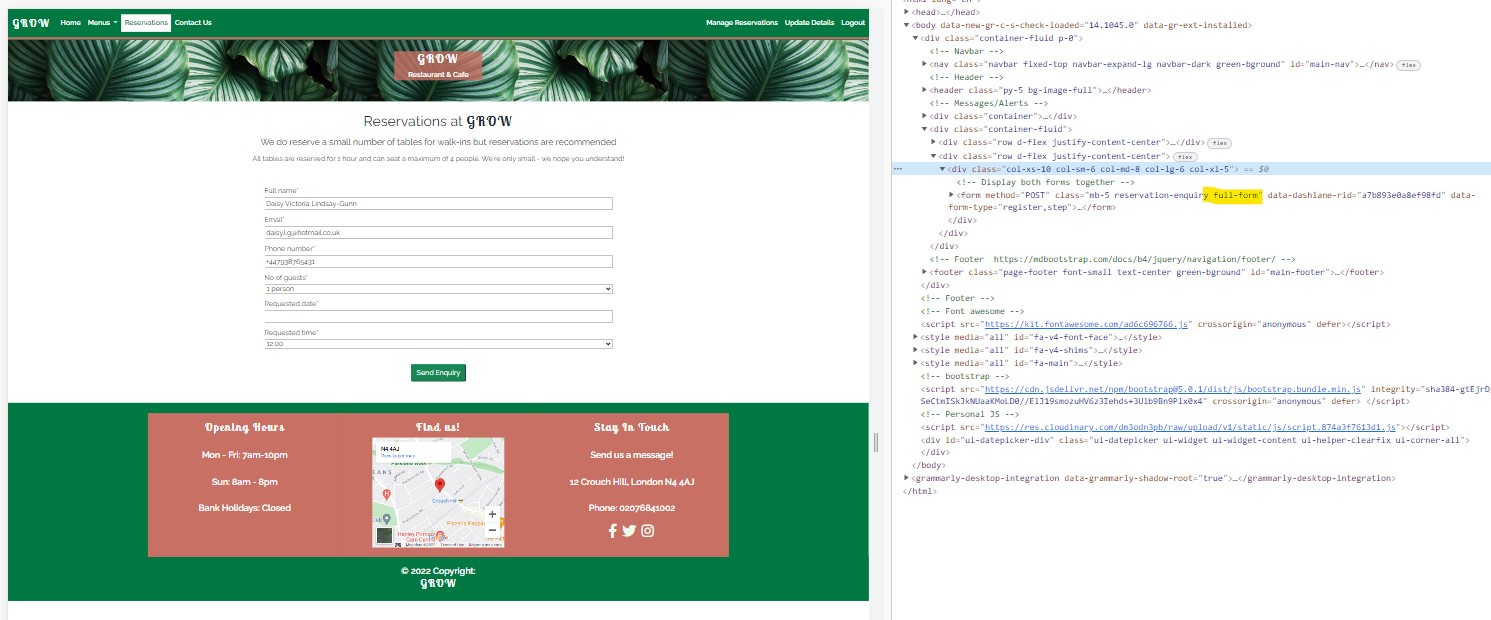 GROW Home Menus Reservations Contact Us Manage Reservations Update Details Logout
GROW
Restaurant & Cafe
Reservations at GROW
We do reserve a small number of tables for walk-ins but reservations are recommended
All tables are reserved for 1 hour and can seat a maximum of 4 people. We're only small - we hope you understand!
Full name*
Daisy Victoria Lindsay-Gunn
Email*
daisyl.g@hotmail.co.uk
Phone number*
+447938765431
No of guests*
1 person
Requested date*
Requested time*
12:00
Send Enquiry
Opening Hours
Mon - Fri: 7am-10pm
Sun: 8am - 8pm
Bank Holidays: Closed
Find us!
N4 4AJ
View larger map
Crouch Hill
Pizzeria Pappa
Hanley Primary
Care Cen
Terms of Use
Stay In Touch
Send us a message!
12 Crouch Hill, London N4 4AJ
Phone: 02076841002
© 2022 Copyright:
GROW
<head>…</head>
<body data-new-gr-c-s-check-loaded="14.1045.0" data-gr-ext-installed>
<div class="container-fluid p-0">
<!-- Navbar -->
<nav class="navbar fixed-top navbar-expand-lg navbar-dark green-bground" id="main-nav">…</nav> flex
<!-- Header -->
<header class="py-5 bg-image-full">…</header>
<!-- Messages/Alerts -->
<div class="container">…</div>
<div class="container-fluid">
<div class="row d-flex justify-content-center">…</div> flex
<div class="row d-flex justify-content-center"> flex
<div class="col-xs-10 col-sm-6 col-md-8 col-lg-6 col-xl-5"> == $0
<!-- Display both forms together -->
<form method="POST" class="mb-5 reservation-enquiry full-form" data-dashlane-rid="a7b893e0a8ef98fd" data-
form-type="register,step">…</form>
</div>
</div>
</div>
<!-- Footer https://mdbootstrap.com/docs/b4/jquery/navigation/footer/ -->
<footer class="page-footer font-small text-center green-bground" id="main-footer">…</footer>
</div>
<!-- Footer -->
<!-- Font awesome -->
<script src="https://kit.fontawesome.com/ad6c696766.js" crossorigin="anonymous" defer></script>
<style media="all" id="fa-v4-font-face">…</style>
<style media="all" id="fa-v4-shims">…</style>
<style media="all" id="fa-main">…</style>
<!-- bootstrap -->
<script src="https://cdn.jsdelivr.net/npm/bootstrap@5.0.1/dist/js/bootstrap.bundle.min.js" integrity="sha384-gtEjrD
SeCtmISkJkNUaaKMoLD0//ElJ19smozuHV6z3Iehds+3Ulb9Bn9Plx0x4" crossorigin="anonymous" defer> </script>
<!-- Personal JS -->
<script src="https://res.cloudinary.com/dm3odn3pb/raw/upload/v1/static/js/script.874a3f7613d1.js"></script>
<div id="ui-datepicker-div" class="ui-datepicker ui-widget ui-widget-content ui-helper-clearfix ui-corner-all">
</div>
</body>
<grammarly-desktop-integration data-grammarly-shadow-root="true">…</grammarly-desktop-integration>
</html>